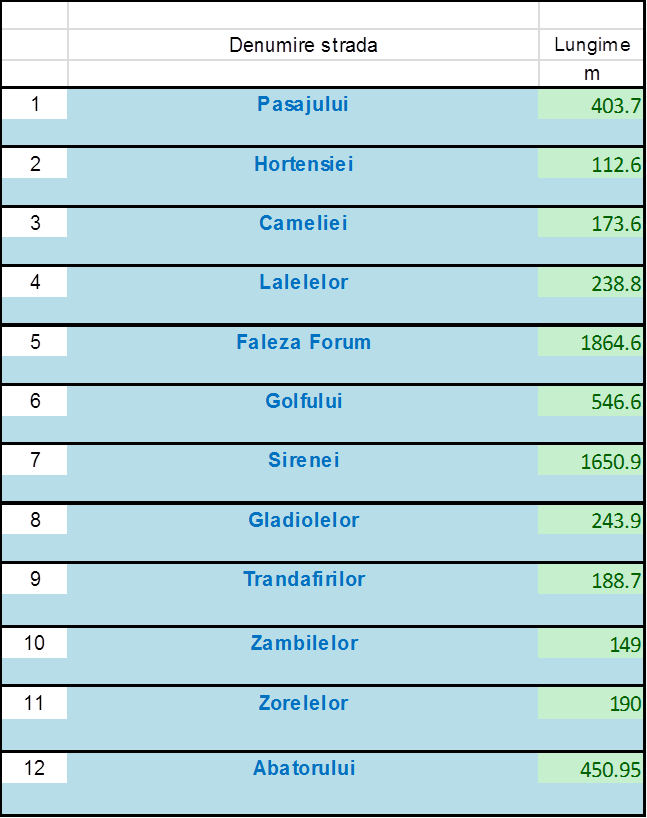 Denumire strada Lungime
m
1 Pasajului 403.7
2 Hortensiei 112.6
3 Cameliei 173.6
4 Lalelelor 238.8
5 Faleza Forum 1864.6
6 Golfului 546.6
7 Sirenei 1650.9
8 Gladiolelor 243.9
9 Trandafirilor 188.7
10 Zambilelor 149
11 Zorelelor 190
12 Abatorului 450.95